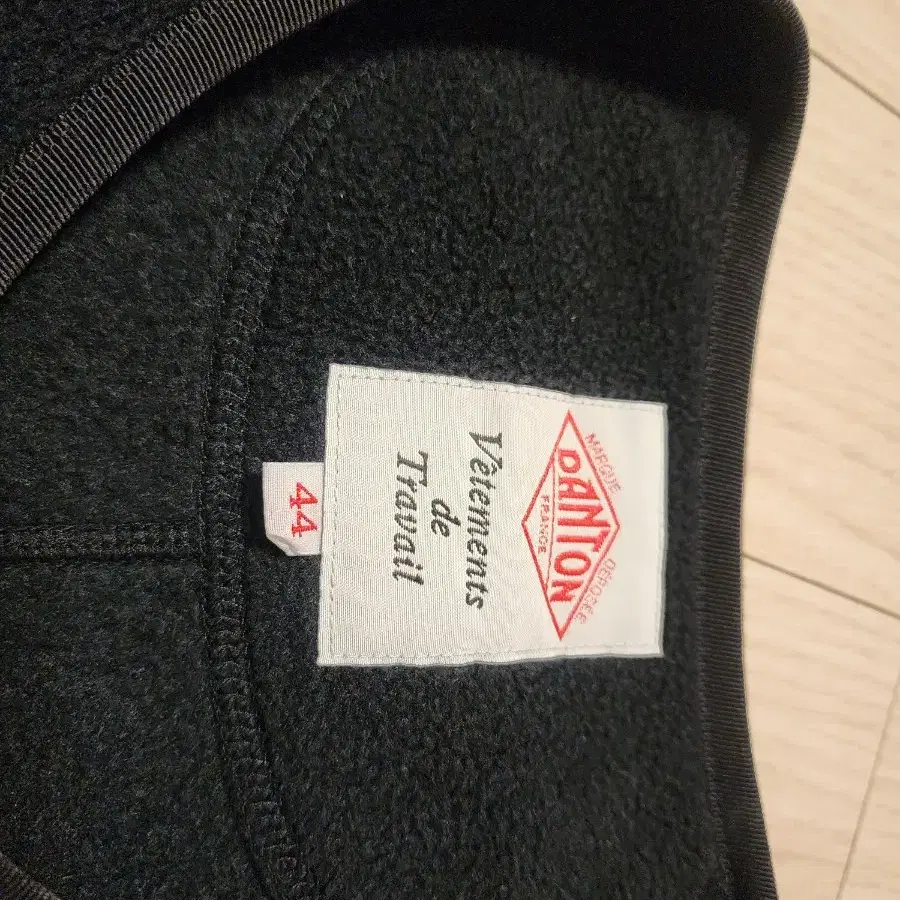 MARQUE DÉPOSÉE
DANTON
FRANCE
Vêtements
de
Travail
44